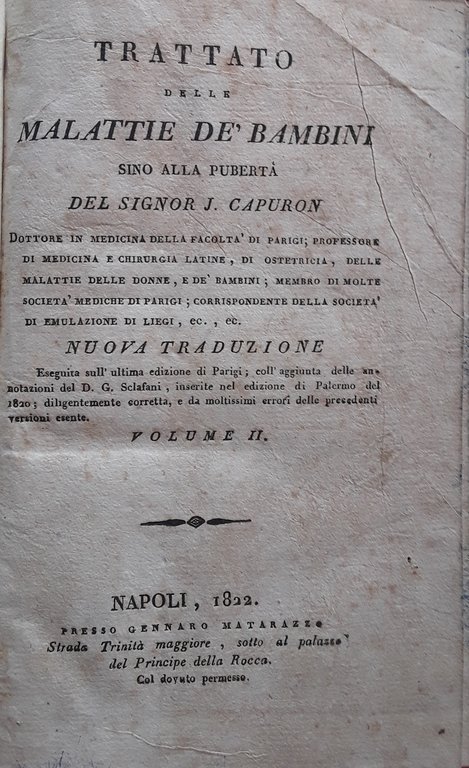 TRATTATO
DELLE
MALATTIE DE' BAMBINI
SINO ALLA PUBERTÀ
DEL SIGNOR J. CAPURON
DOTTORE IN MEDICINA DELLA FACOLTA' DI PARIGI; PROFESSORE
DI MEDICINA E CHIRURGIA LATINE, DI OSTETRICIA, DELLE
MALATTIE DELLE DONNE, E DE' BAMBINI; MEMBRO DI MOLTE
SOCIETA' MEDICHE DI PARIGI; CORRISPONDENTE DELLA SOCIETA'
DI EMULAZIONE DI LIEGI, ec., ec.
NUOVA TRADUZIONE
Eseguita sull'ultima edizione di Parigi; coll'aggiunta delle an-
notazioni del D. G. Sclafani, inserite nel edizione di Palermo del
1820; diligentemente corretta, e da moltissimi errori delle precedenti
versioni esente.
VOLUME II.
NAPOLI, 1822.
PRESSO GENNARO MATARAZZO
Strada Trinità maggiore, sotto al palazzo
del Principe della Rocca.
Col dovuto permesso.